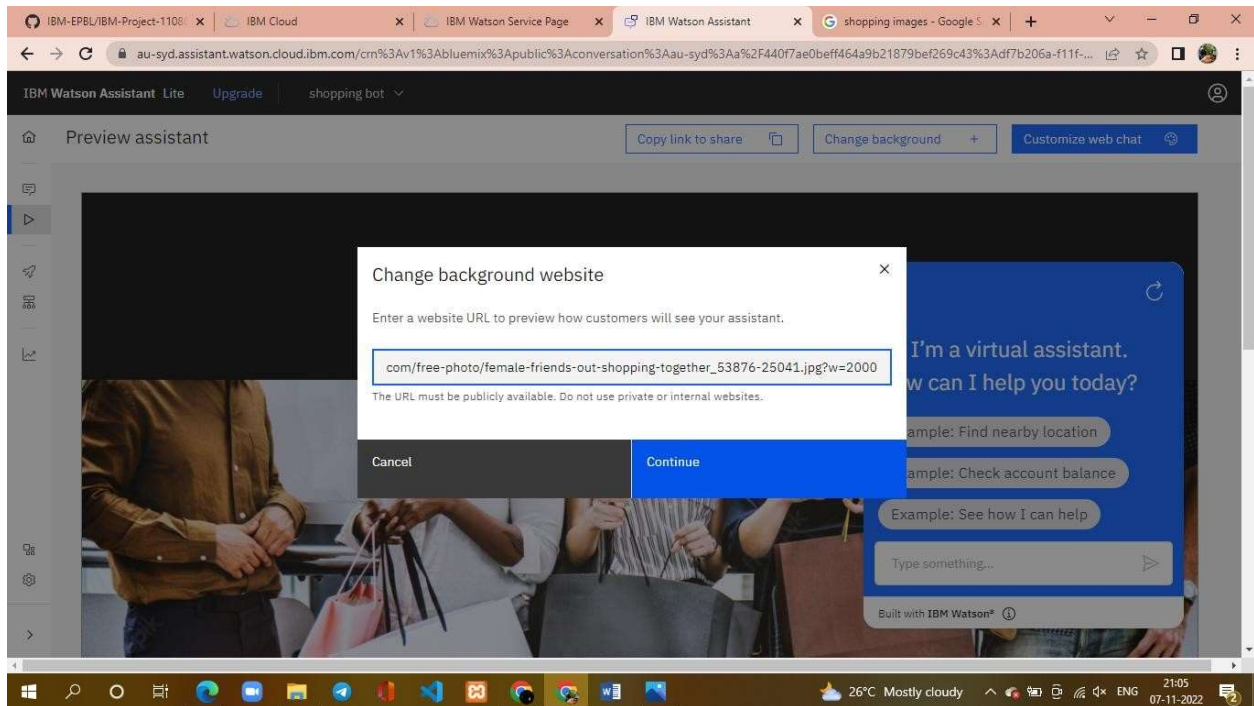 IBM-EPBL/IBM-Project-1108
IBM Cloud
IBM Watson Service Page
IBM Watson Assistant
shopping images - Google S
au-syd.assistant.watson.cloud.ibm.com/crn%3Av1%3Abluemix%3Apublic%3Aconversation%3Aau-syd%3Aa%2F440f7ae0beff464a9b21879bef269c43%3Adf7b206a-f11f-...
IBM Watson Assistant Lite Upgrade shopping bot
Preview assistant
Copy link to share
Change background +
Customize web chat
Change background website
Enter a website URL to preview how customers will see your assistant.
com/free-photo/female-friends-out-shopping-together_53876-25041.jpg?w=2000
The URL must be publicly available. Do not use private or internal websites.
Cancel
Continue
I'm a virtual assistant.
w can I help you today?
ample: Find nearby location
ample: Check account balance
Example: See how I can help
Type something...
Built with IBM Watson®
26°C Mostly cloudy
ENG
21:05
07-11-2022
2